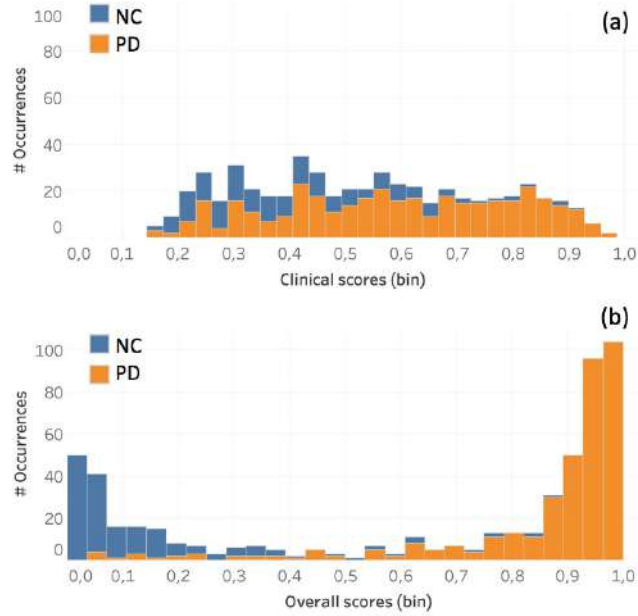 (a)
NC
PD
# Occurrences
100
80
60
40
20
0
0,0 0,1 0,2 0,3 0,4 0,5 0,6 0,7 0,8 0,9 1,0
Clinical scores (bin)
(b)
NC
PD
# Occurrences
100
80
60
40
20
0
0,0 0,1 0,2 0,3 0,4 0,5 0,6 0,7 0,8 0,9 1,0
Overall scores (bin)